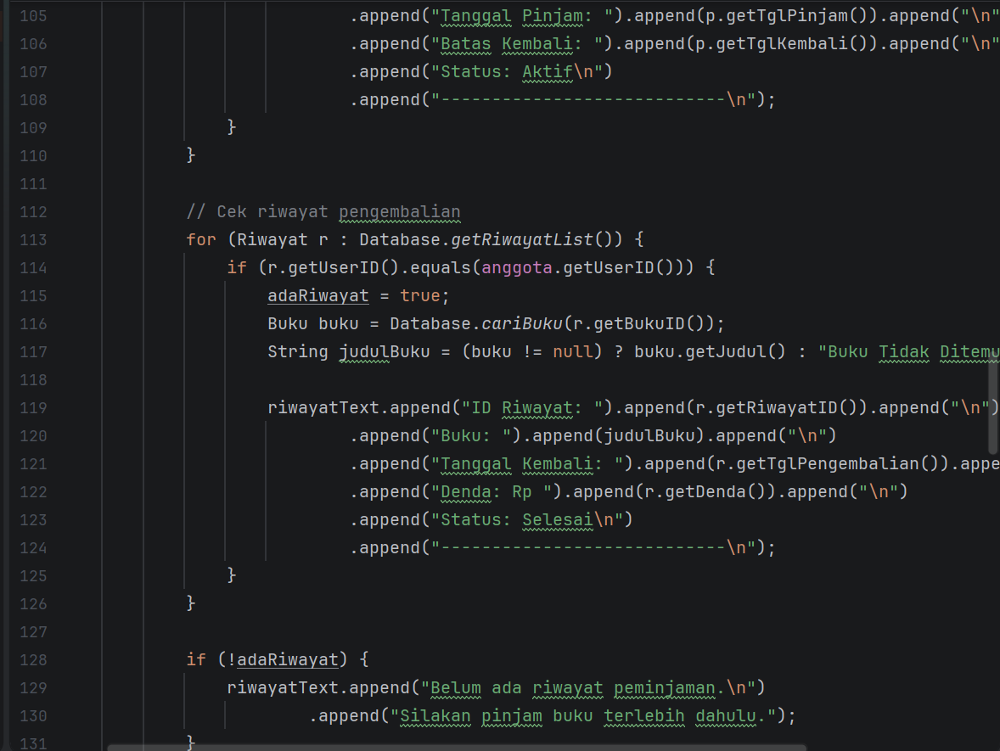 105 .append("Tanggal Pinjam: ").append(p.getTglPinjam()).append("\n"
106 .append("Batas Kembali: ").append(p.getTglKembali()).append("\n"
107 .append("Status: Aktif\n")
108 .append("----------------------------\n");
109 }
110 }
111
112 // Cek riwayat pengembalian
113 for (Riwayat r : Database.getRiwayatList()) {
114 if (r.getUserID().equals(anggota.getUserID())) {
115 adaRiwayat = true;
116 Buku buku = Database.cariBuku(r.getBukuID());
117 String judulBuku = (buku != null) ? buku.getJudul() : "Buku Tidak Ditemu
118
119 riwayatText.append("ID Riwayat: ").append(r.getRiwayatID()).append("\n")
120 .append("Buku: ").append(judulBuku).append("\n")
121 .append("Tanggal Kembali: ").append(r.getTglPengembalian()).appe
122 .append("Denda: Rp ").append(r.getDenda()).append("\n")
123 .append("Status: Selesai\n")
124 .append("----------------------------\n");
125 }
126 }
127
128 if (!adaRiwayat) {
129 riwayatText.append("Belum ada riwayat peminjaman.\n")
130 .append("Silakan pinjam buku terlebih dahulu.");
131 }